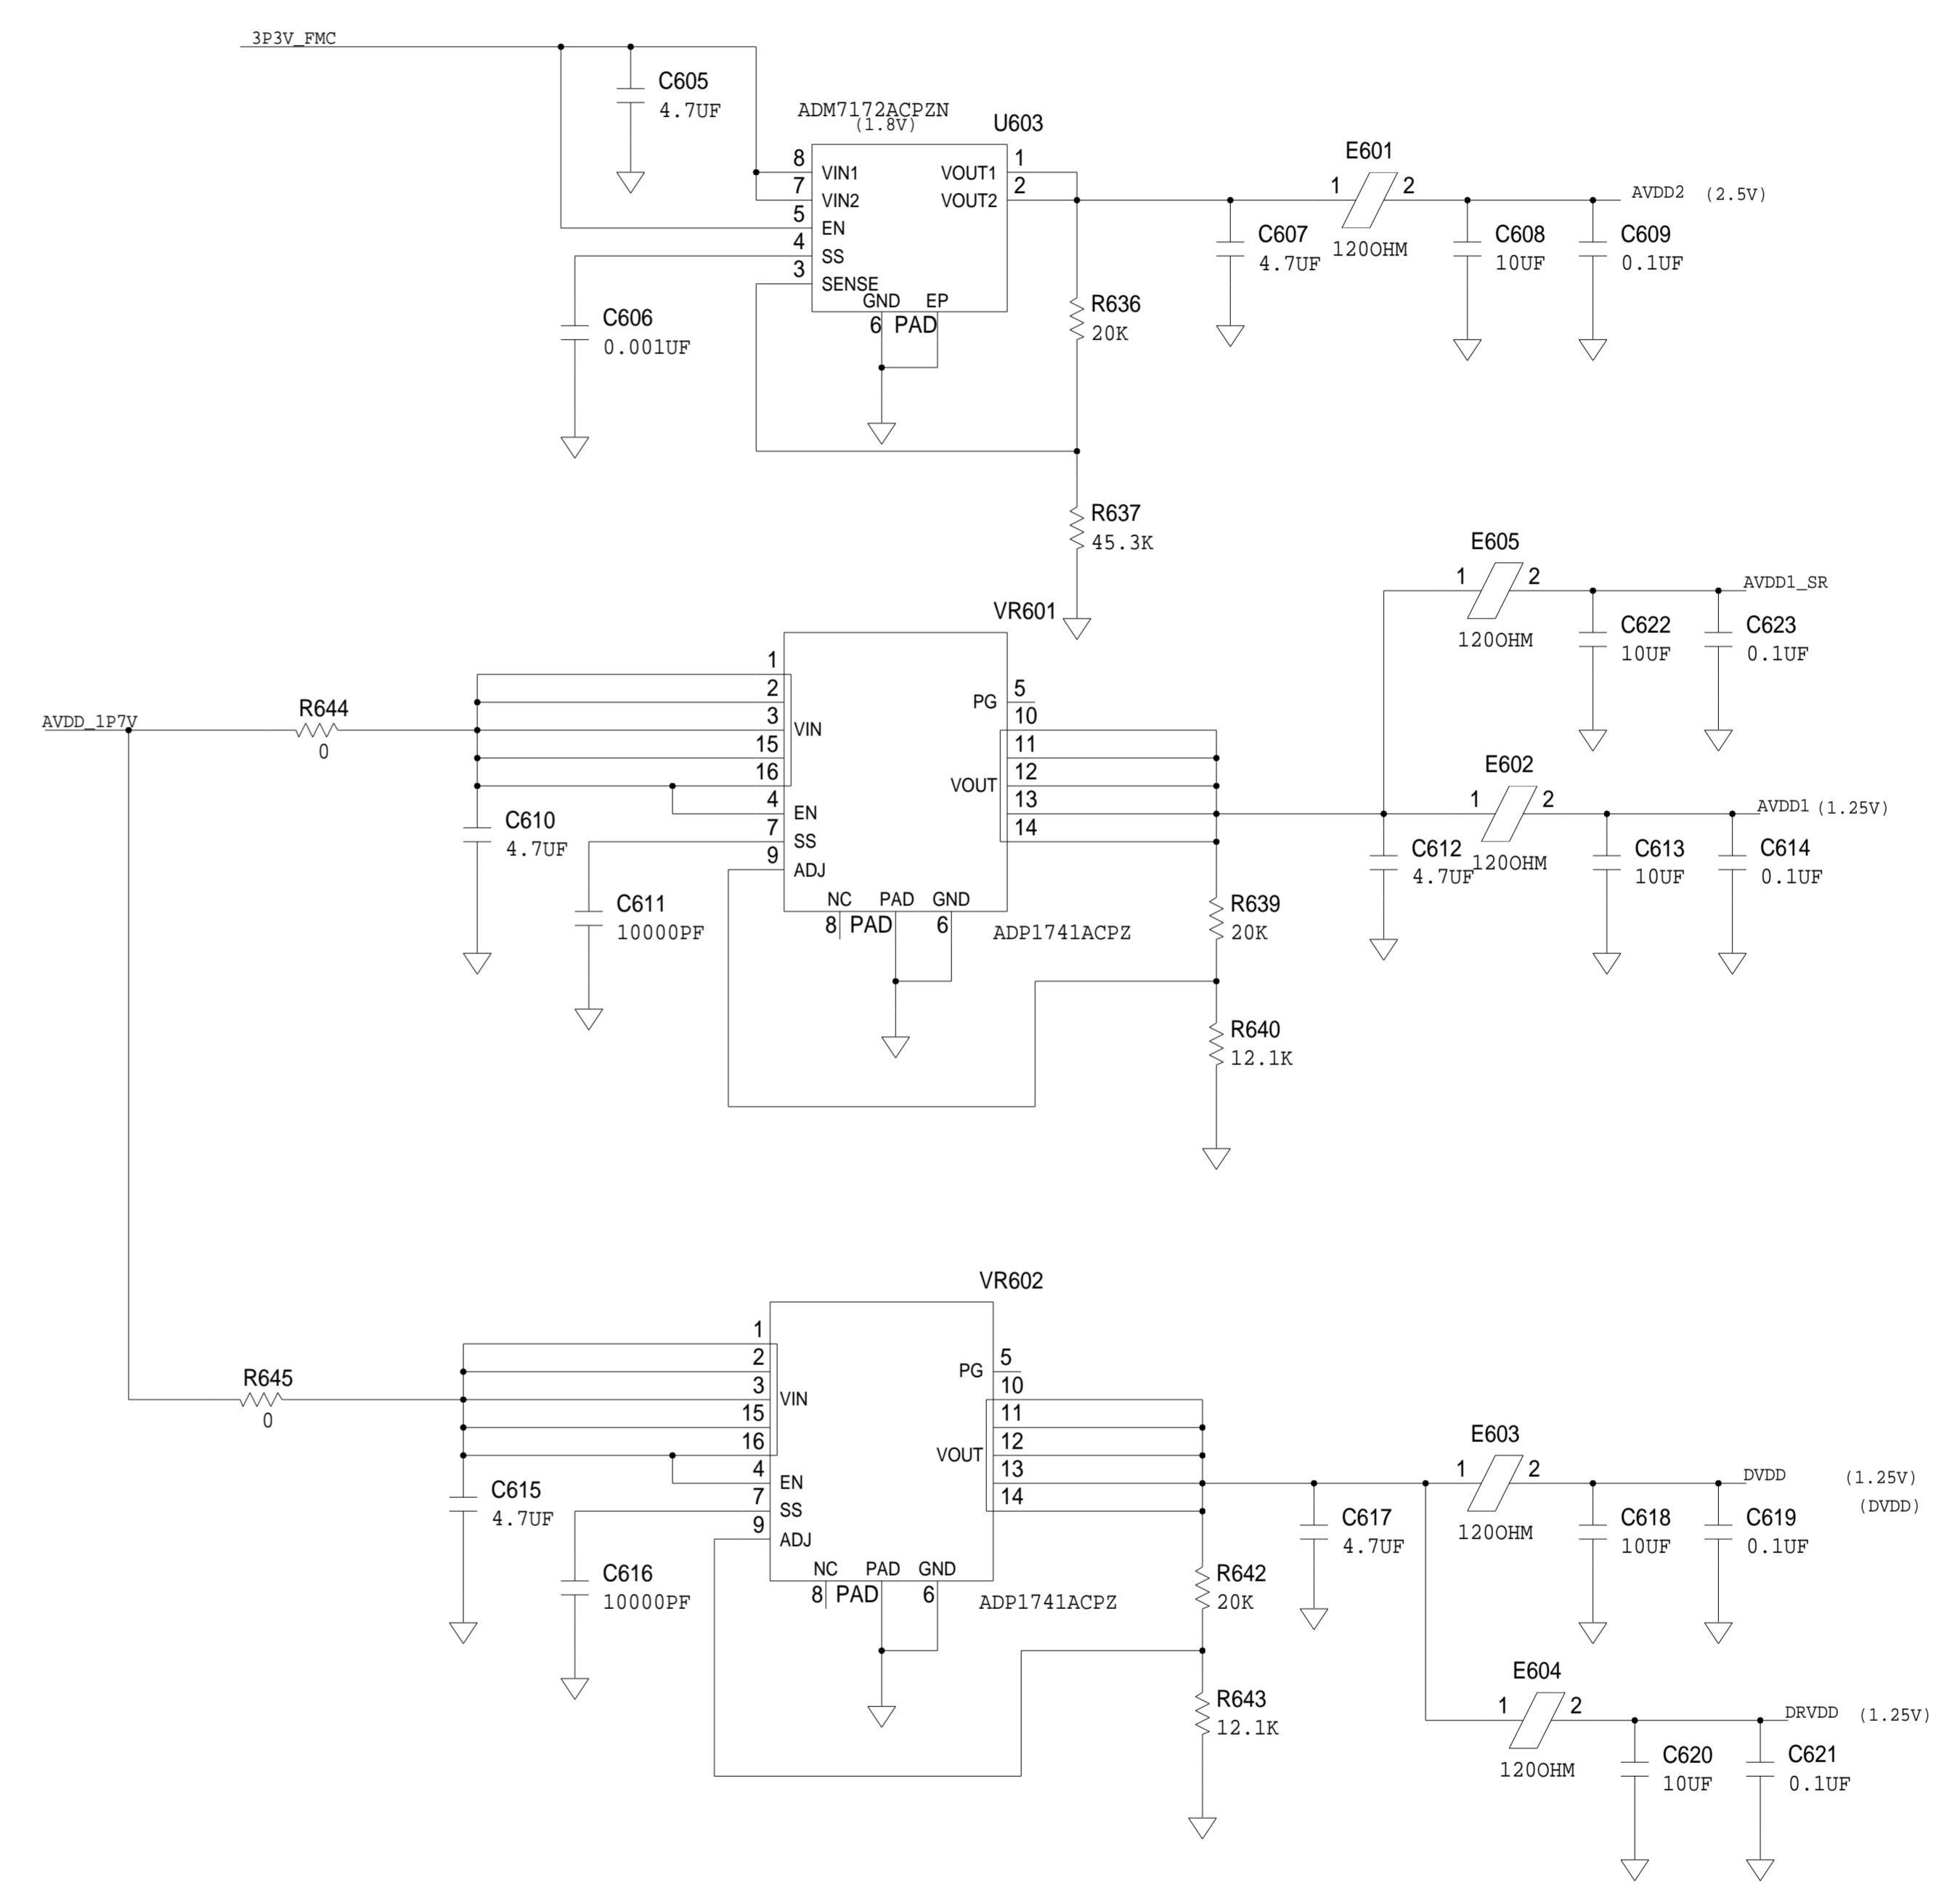 3P3V_FMC
C605
4.7UF
ADM7172ACPZN
(1.8V)
U603
8
7
5
4
3
VIN1
VIN2
EN
SS
SENSE
VOUT1
VOUT2
1
2
GND
EP
6
PAD
C606
0.001UF
R636
20K
R637
45.3K
C607
4.7UF
E601
1
2
120OHM
C608
10UF
C609
0.1UF
AVDD2 (2.5V)
AVDD_1P7V
R644
0
C610
4.7UF
C611
10000PF
VR601
1
2
3
15
16
4
7
9
VIN
EN
SS
ADJ
PG
VOUT
5
10
11
12
13
14
NC
PAD
GND
8
PAD
6
ADP1741ACPZ
R639
20K
R640
12.1K
C612
4.7UF
E605
1
2
120OHM
C622
10UF
C623
0.1UF
AVDD1_SR
E602
1
2
120OHM
C613
10UF
C614
0.1UF
AVDD1 (1.25V)
R645
0
C615
4.7UF
C616
10000PF
VR602
1
2
3
15
16
4
7
9
VIN
EN
SS
ADJ
PG
VOUT
5
10
11
12
13
14
NC
PAD
GND
8
PAD
6
ADP1741ACPZ
R642
20K
R643
12.1K
C617
4.7UF
E603
1
2
120OHM
C618
10UF
C619
0.1UF
DVDD (1.25V)
(DVDD)
E604
1
2
120OHM
C620
10UF
C621
0.1UF
DRVDD (1.25V)